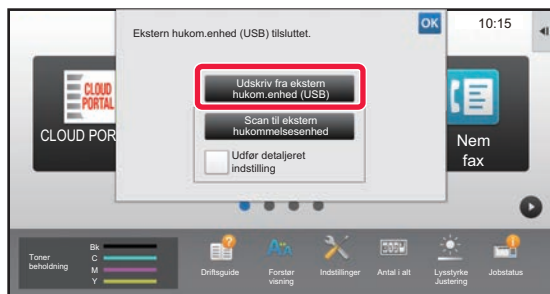 Ekstern hukom.enhed (USB) tilsluttet.
OK
10:15
Udskriv fra ekstern
hukom.enhed (USB)
Scan til ekstern
hukommelsesenhed
Udfør detaljeret
indstilling
CLOUD
PORTAL
CLOUD POR
Nem
fax
Toner
beholdning
Bk
C
M
Y
Driftsguide
Forstør
visning
Indstillinger
Antal i alt
Lysstyrke
Justering
Jobstatus